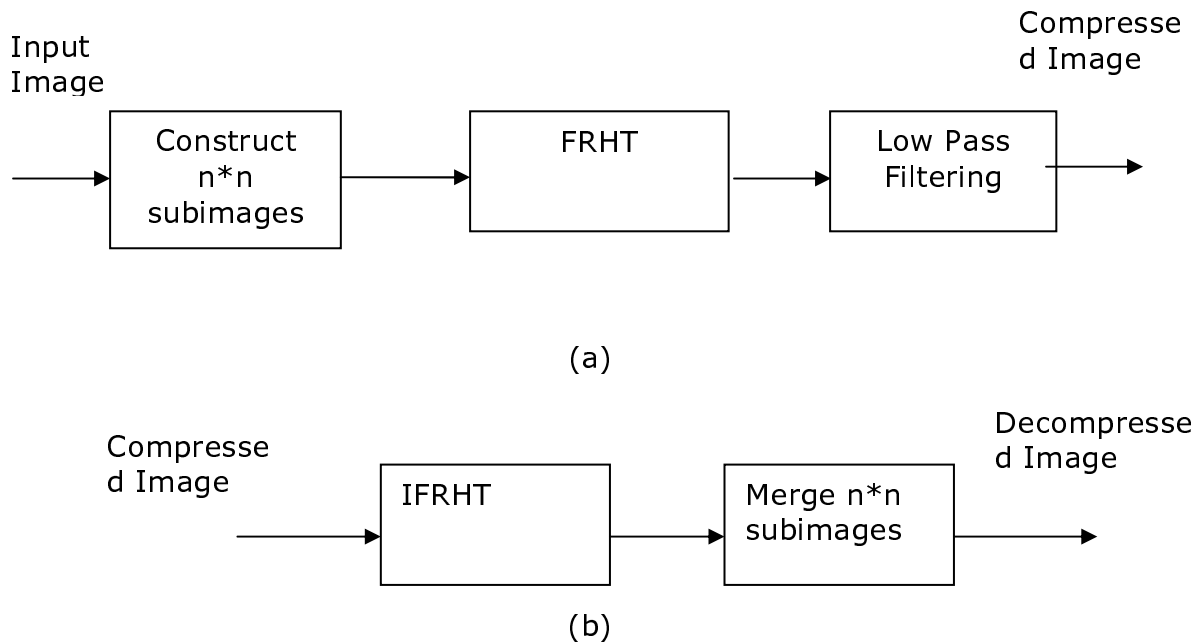 Input
Image
Compresse
d Image
Construct
n*n
subimages
FRHT
Low Pass
Filtering
(a)
Compresse
d Image
Decompresse
d Image
IFRHT
Merge n*n
subimages
(b)